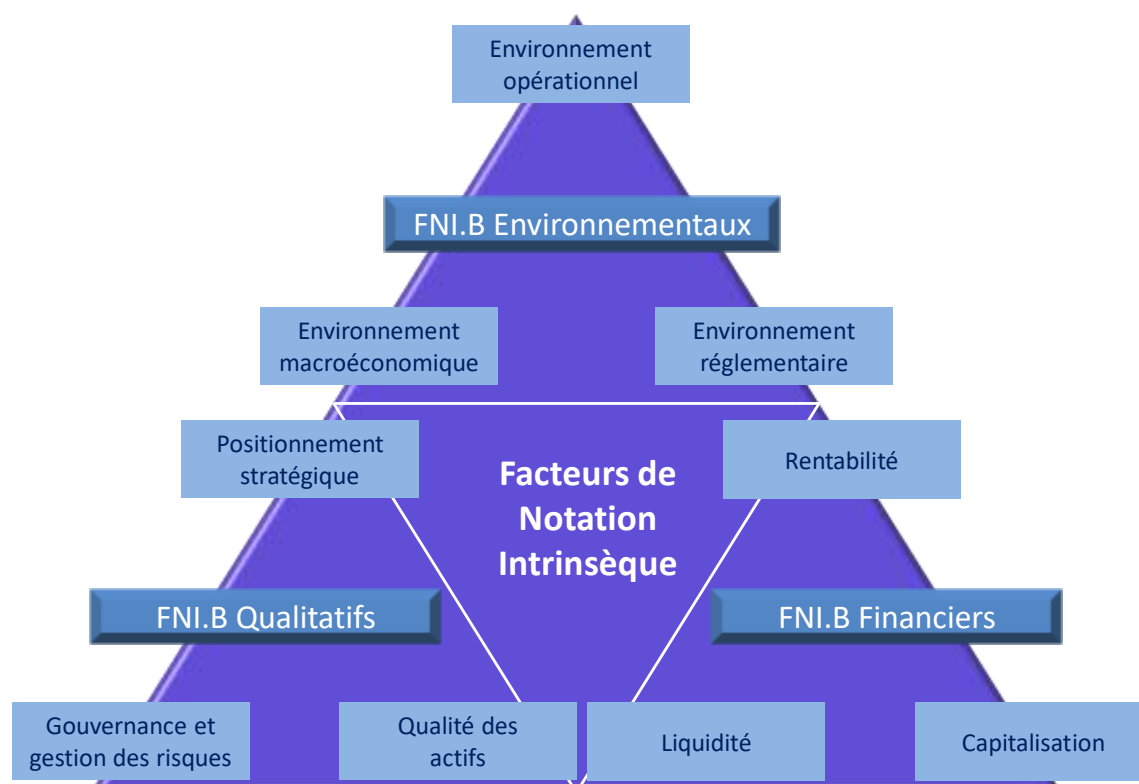 Environnement
opérationnel
FNI.B Environnementaux
Environnement
macroéconomique
Environnement
réglementaire
Positionnement
stratégique
Facteurs de
Notation
Intrinsèque
Rentabilité
FNI.B Qualitatifs
FNI.B Financiers
Gouvernance et
gestion des risques
Qualité des
actifs
Liquidité
Capitalisation